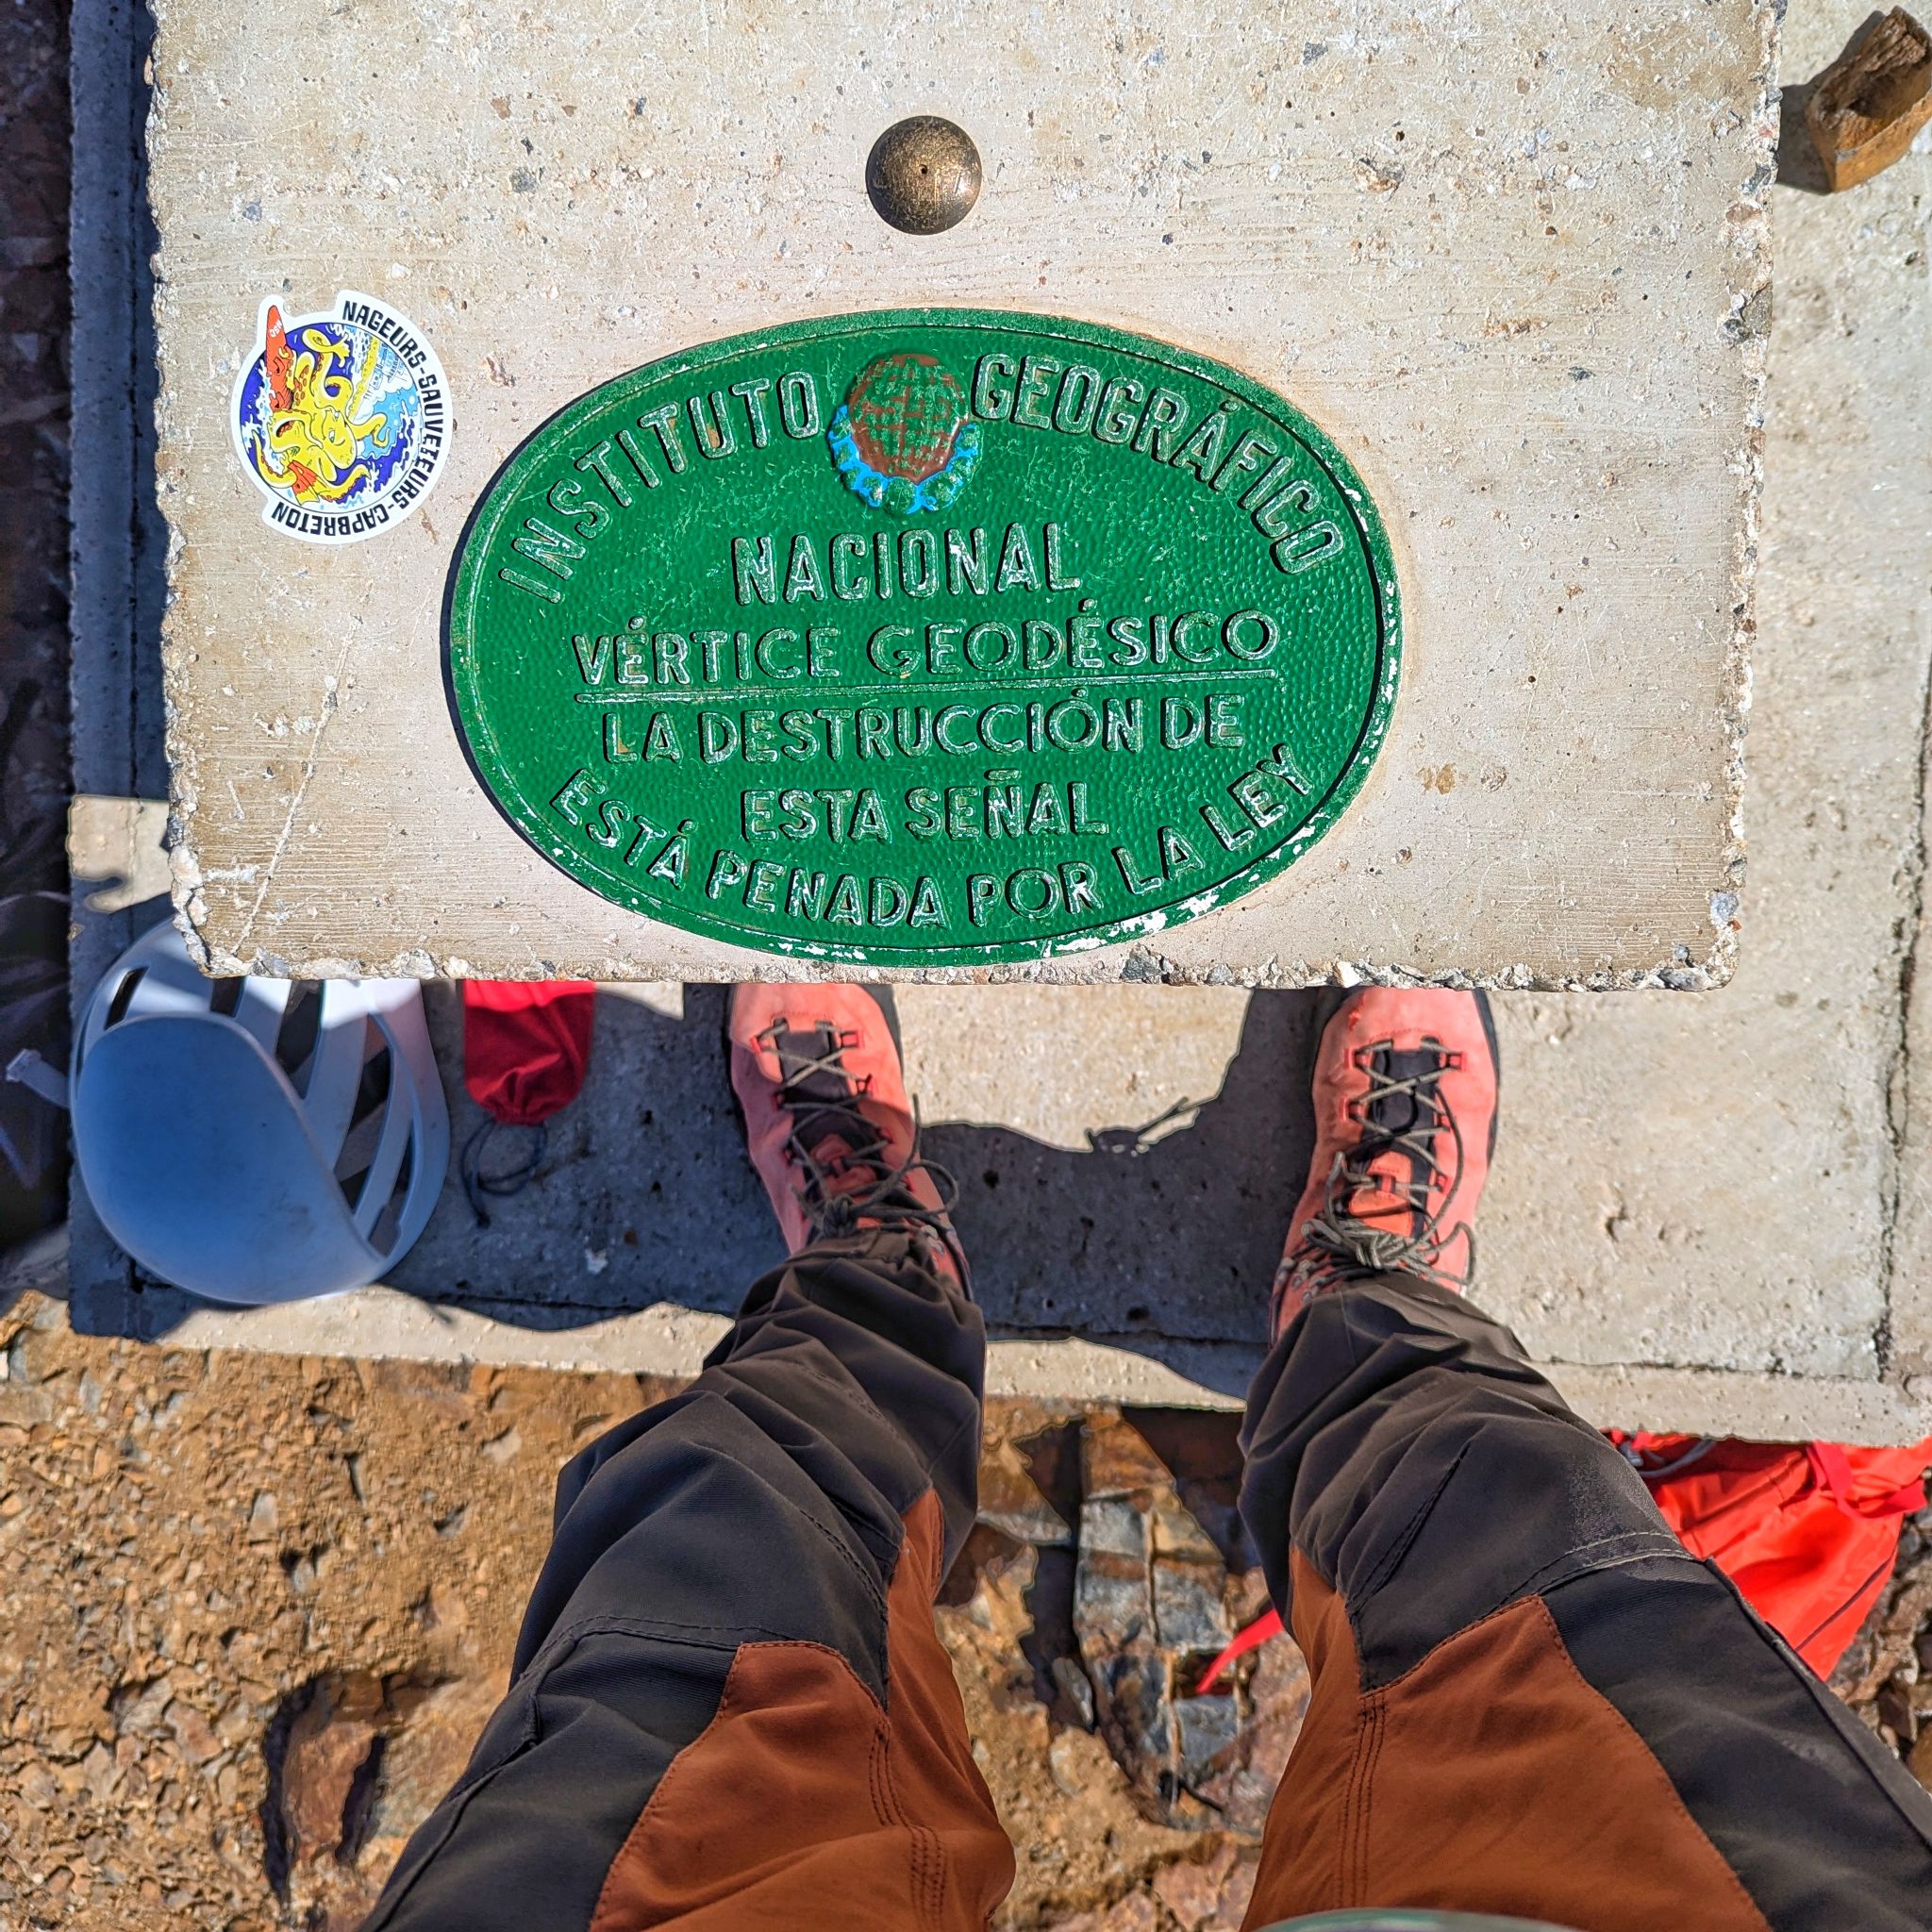 INSTITUTO GEOGRÁFICO
NACIONAL
VÉRTICE GEODÉSICO
LA DESTRUCCIÓN DE
ESTA SEÑAL
ESTÁ PENADA POR LA LEY
NAGEURS-SAUVETEURS-CAPBRETON